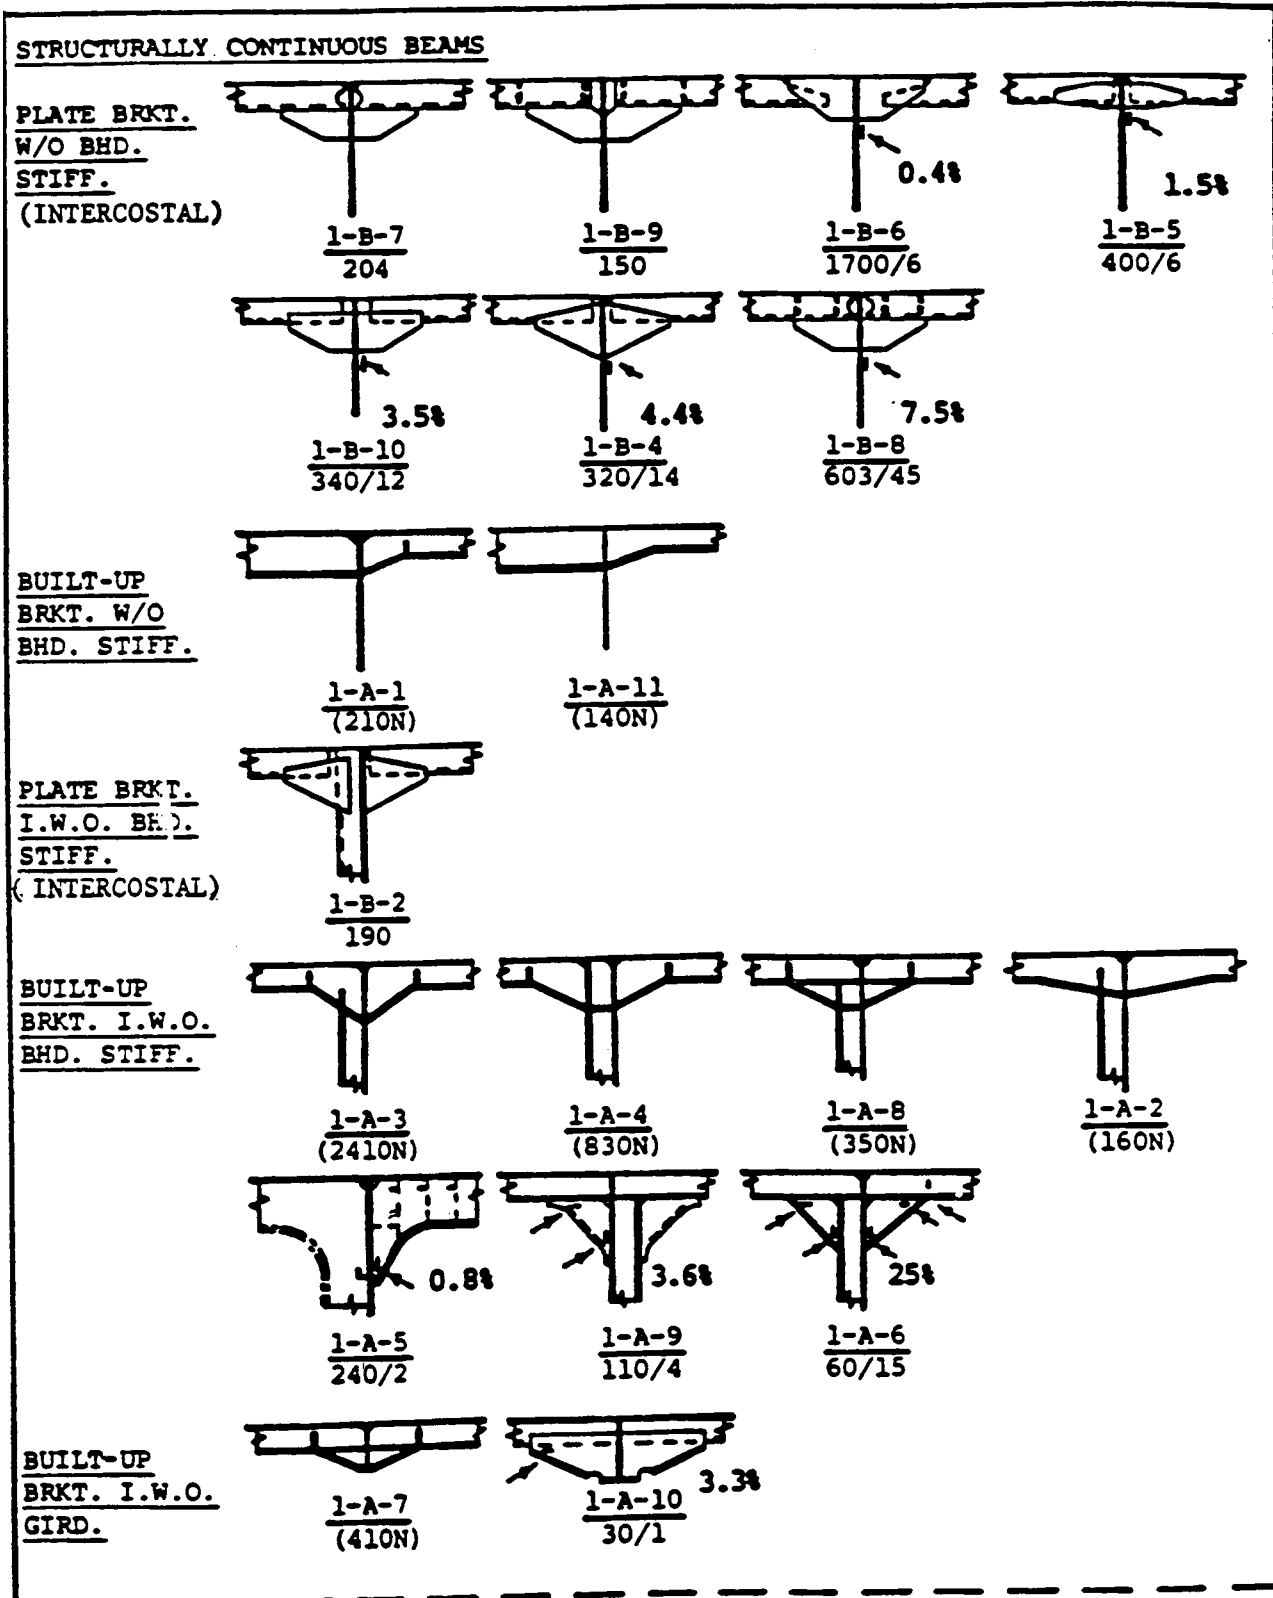 STRUCTURALLY CONTINUOUS BEAMS
PLATE BRKT.
W/O BHD.
STIFF.
(INTERCOSTAL)
0.4%
1.5%
1-B-7
204
1-B-9
150
1-B-6
1700/6
1-B-5
400/6
3.5%
4.4%
7.5%
1-B-10
340/12
1-B-4
320/14
1-B-8
603/45
BUILT-UP
BRKT. W/O
BHD. STIFF.
1-A-1
(210N)
1-A-11
(140N)
PLATE BRKT.
I.W.O. BHD.
STIFF.
(INTERCOSTAL)
1-B-2
190
BUILT-UP
BRKT. I.W.O.
BHD. STIFF.
1-A-3
(2410N)
1-A-4
(830N)
1-A-8
(350N)
1-A-2
(160N)
0.8%
3.6%
25%
1-A-5
240/2
1-A-9
110/4
1-A-6
60/15
BUILT-UP
BRKT. I.W.O.
GIRD.
3.3%
1-A-7
(410N)
1-A-10
30/1